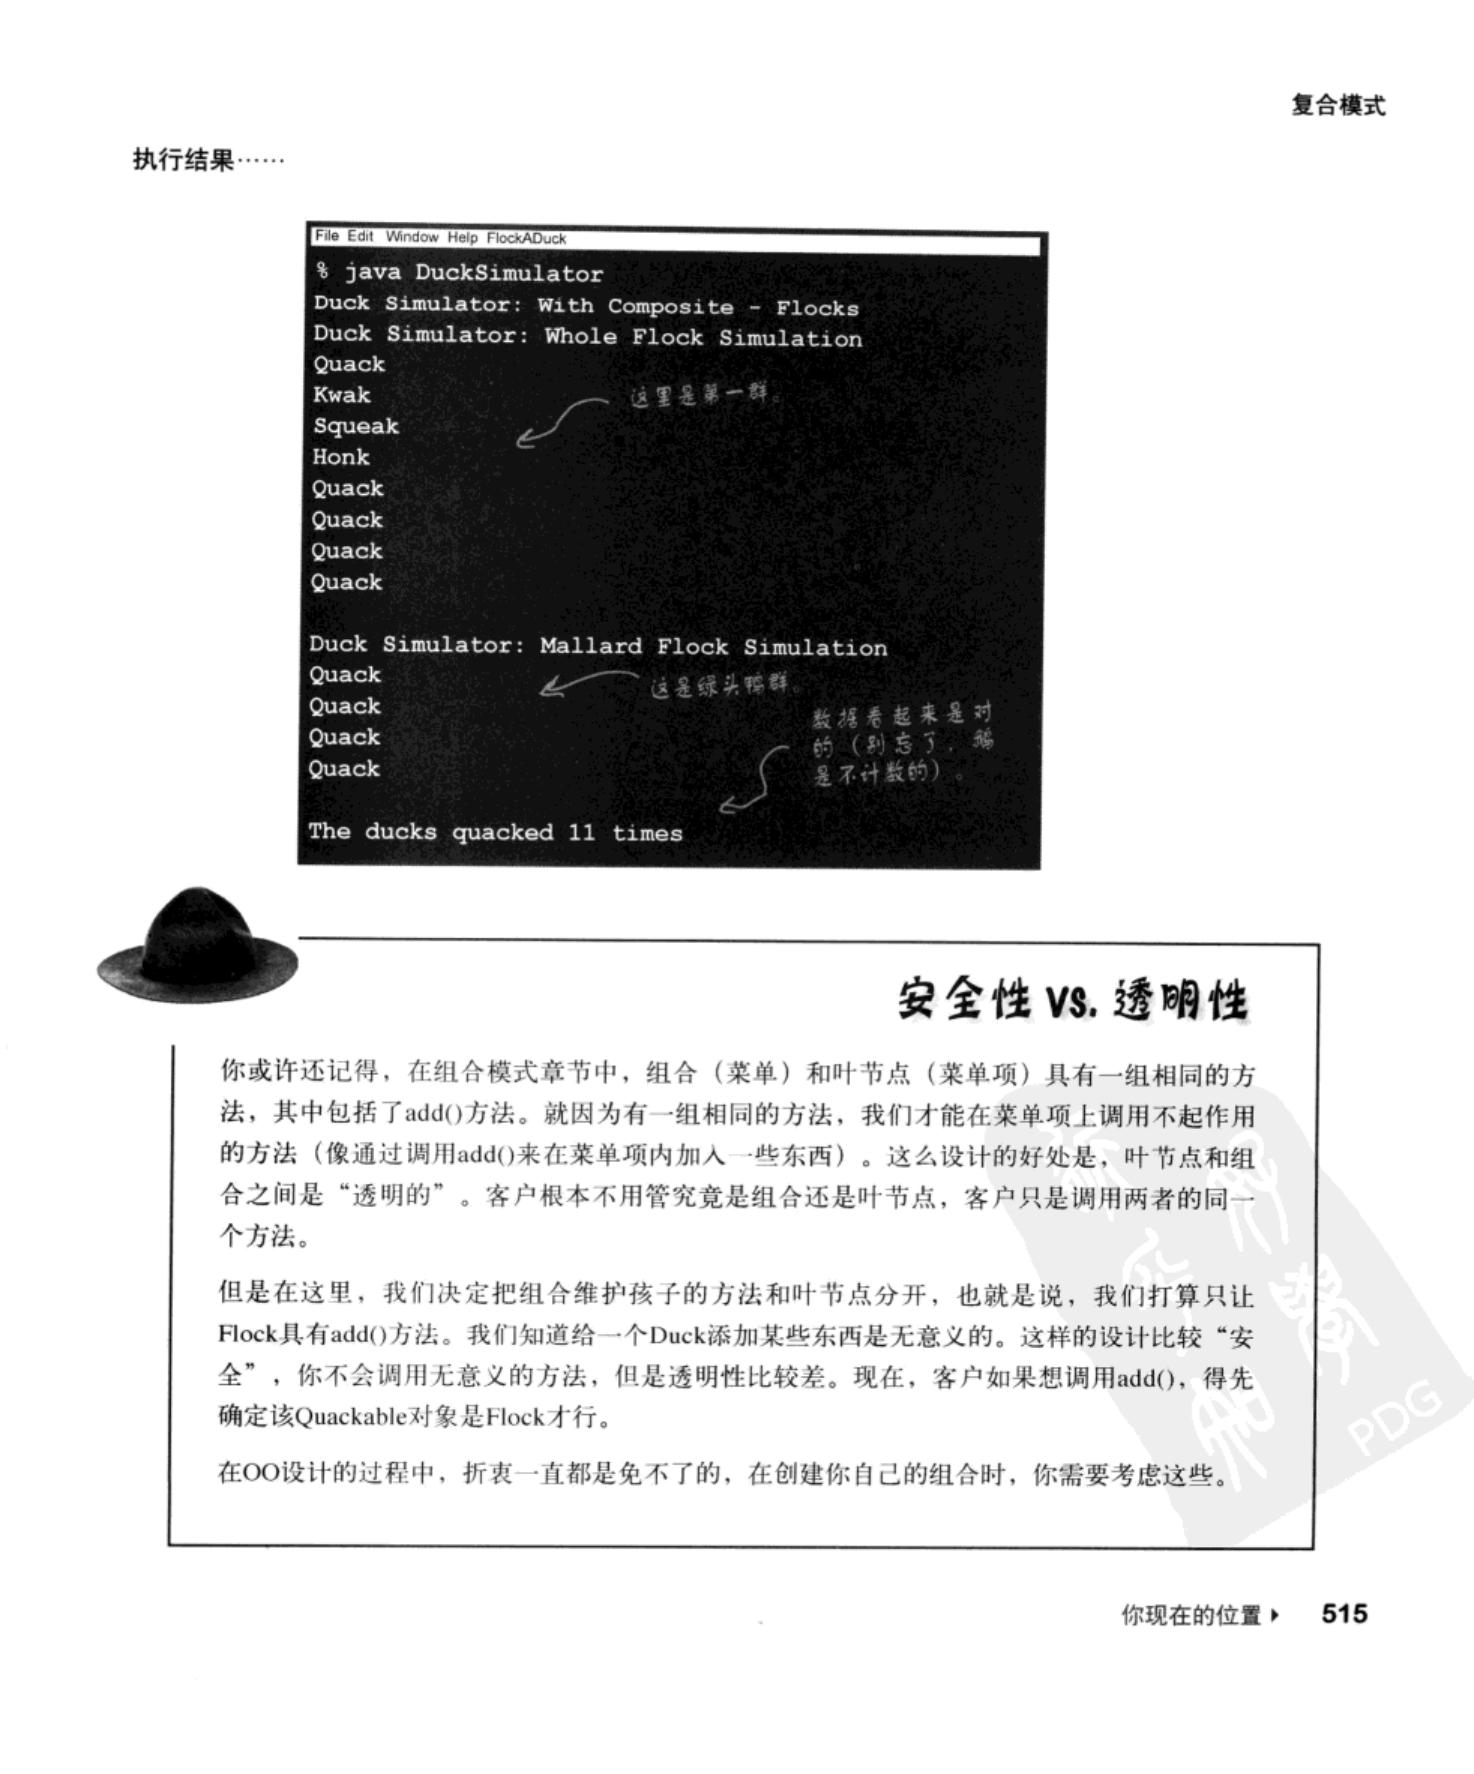 复合模式
执行结果……
File Edit Window Help FlockADuck
% java DuckSimulator
Duck Simulator: With Composite - Flocks
Duck Simulator: Whole Flock Simulation
Quack
Kwak
这里是第一群。
Squeak
Honk
Quack
Quack
Quack
Quack
Duck Simulator: Mallard Flock Simulation
Quack
这是绿头鸭群。
Quack
Quack
Quack
数据看起来是对
的（别忘了，鹅
是不计数的）。
The ducks quacked 11 times
安全性 vs. 透明性
你或许还记得，在组合模式章节中，组合（菜单）和叶节点（菜单项）具有一组相同的方
法，其中包括了add()方法。就因为有一组相同的方法，我们才能在菜单项上调用不起作用
的方法（像通过调用add()来在菜单项内加入一些东西）。这么设计的好处是，叶节点和组
合之间是“透明的”。客户根本不用管究竟是组合还是叶节点，客户只是调用两者的同一
个方法。
但是在这里，我们决定把组合维护孩子的方法和叶节点分开，也就是说，我们打算只让
Flock具有add()方法。我们知道给一个Duck添加某些东西是无意义的。这样的设计比较“安
全”，你不会调用无意义的方法，但是透明性比较差。现在，客户如果想调用add()，得先
确定该Quackable对象是Flock才行。
在OO设计的过程中，折衷一直都是免不了的，在创建你自己的组合时，你需要考虑这些。
PDG
你现在的位置 ▸ 515